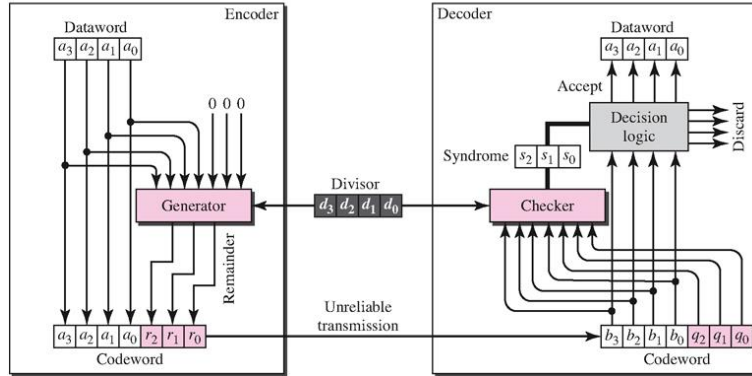 Encoder
Dataword
a3 a2 a1 a0
0 0 0
Generator
Remainder
a3 a2 a1 a0 r2 r1 r0
Codeword
Divisor
d3 d2 d1 d0
Unreliable
transmission
Decoder
Dataword
a3 a2 a1 a0
Accept
Decision
logic
Discard
Syndrome
s2 s1 s0
Checker
b3 b2 b1 b0 q2 q1 q0
Codeword